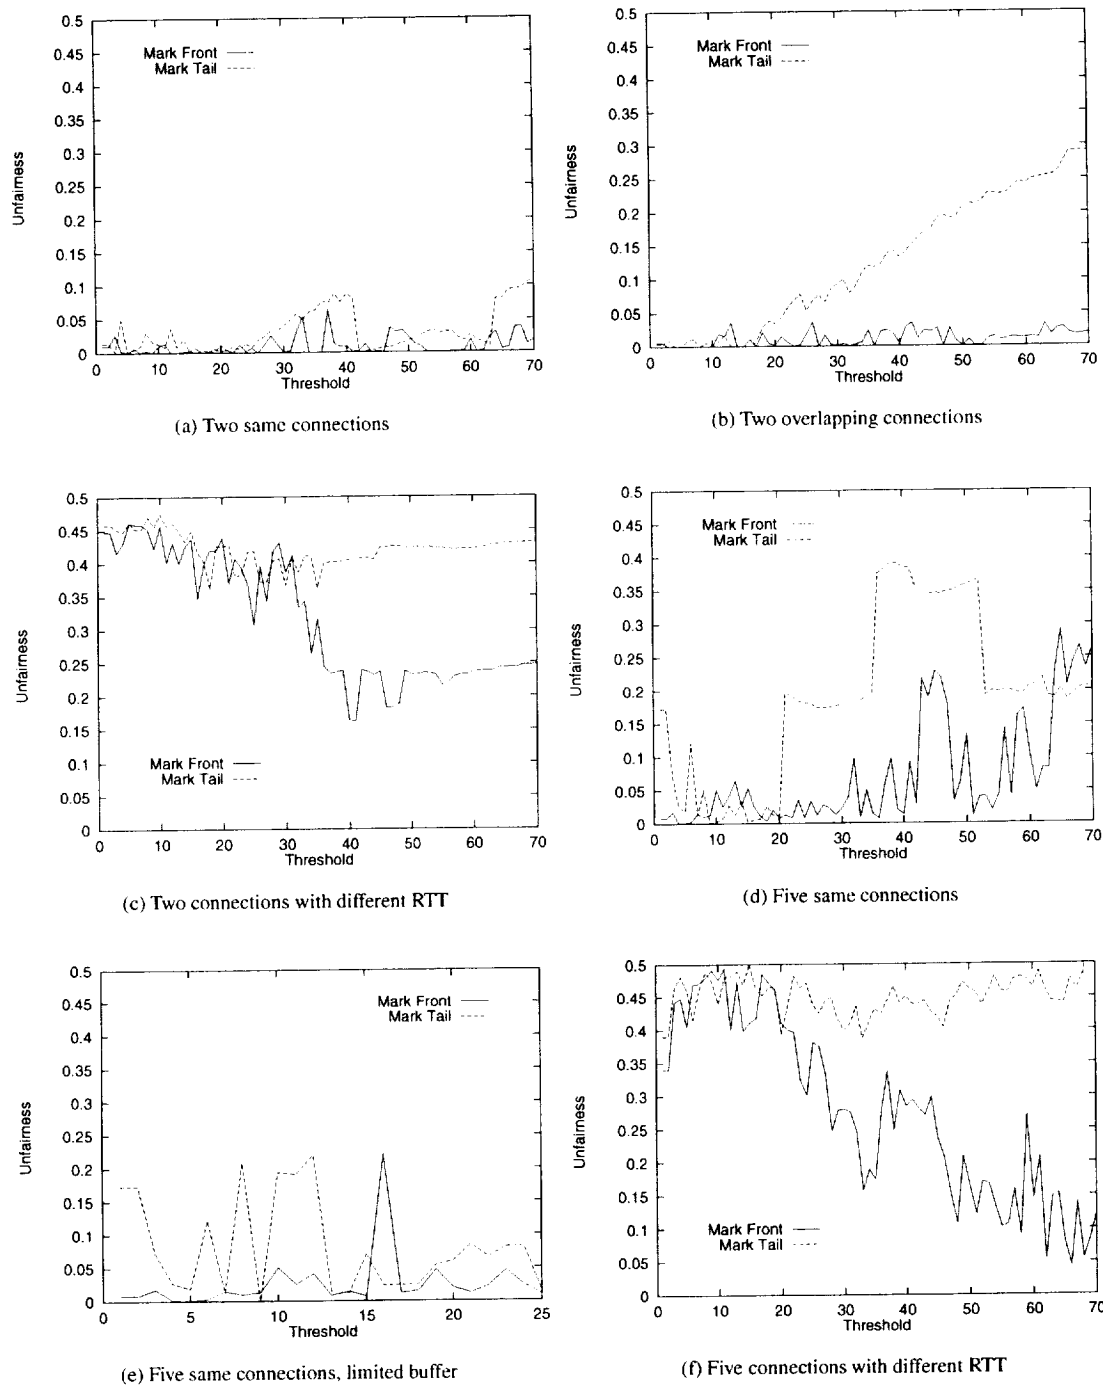 0.5
0.45
0.4
0.35
0.3
0.25
0.2
0.15
0.1
0.05
0
Unfairness
Mark Front
Mark Tail
0 10 20 30 40 50 60 70
Threshold
(a) Two same connections
0.5
0.45
0.4
0.35
0.3
0.25
0.2
0.15
0.1
0.05
0
Unfairness
Mark Front
Mark Tail
0 10 20 30 40 50 60 70
Threshold
(b) Two overlapping connections
0.5
0.45
0.4
0.35
0.3
0.25
0.2
0.15
0.1
0.05
0
Unfairness
Mark Front
Mark Tail
0 10 20 30 40 50 60 70
Threshold
(c) Two connections with different RTT
0.5
0.45
0.4
0.35
0.3
0.25
0.2
0.15
0.1
0.05
0
Unfairness
Mark Front
Mark Tail
0 10 20 30 40 50 60 70
Threshold
(d) Five same connections
0.5
0.45
0.4
0.35
0.3
0.25
0.2
0.15
0.1
0.05
0
Unfairness
Mark Front
Mark Tail
0 5 10 15 20 25
Threshold
(e) Five same connections, limited buffer
0.5
0.45
0.4
0.35
0.3
0.25
0.2
0.15
0.1
0.05
0
Unfairness
Mark Front
Mark Tail
0 10 20 30 40 50 60 70
Threshold
(f) Five connections with different RTT